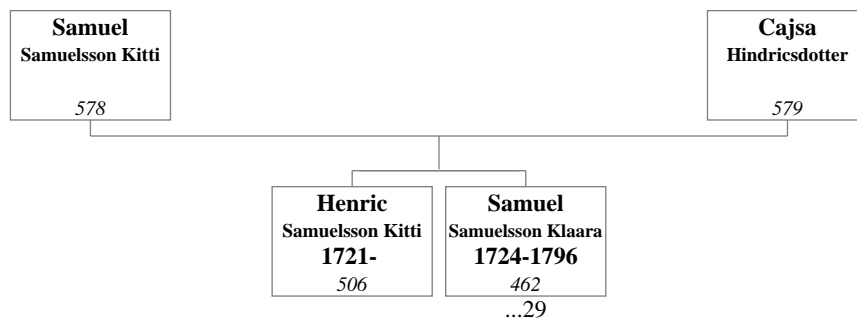 Samuel
Samuelsson Kitti
578
Cajsa
Hindricsdotter
579
Henric
Samuelsson Kitti
1721-
506
Samuel
Samuelsson Klaara
1724-1796
462
...29